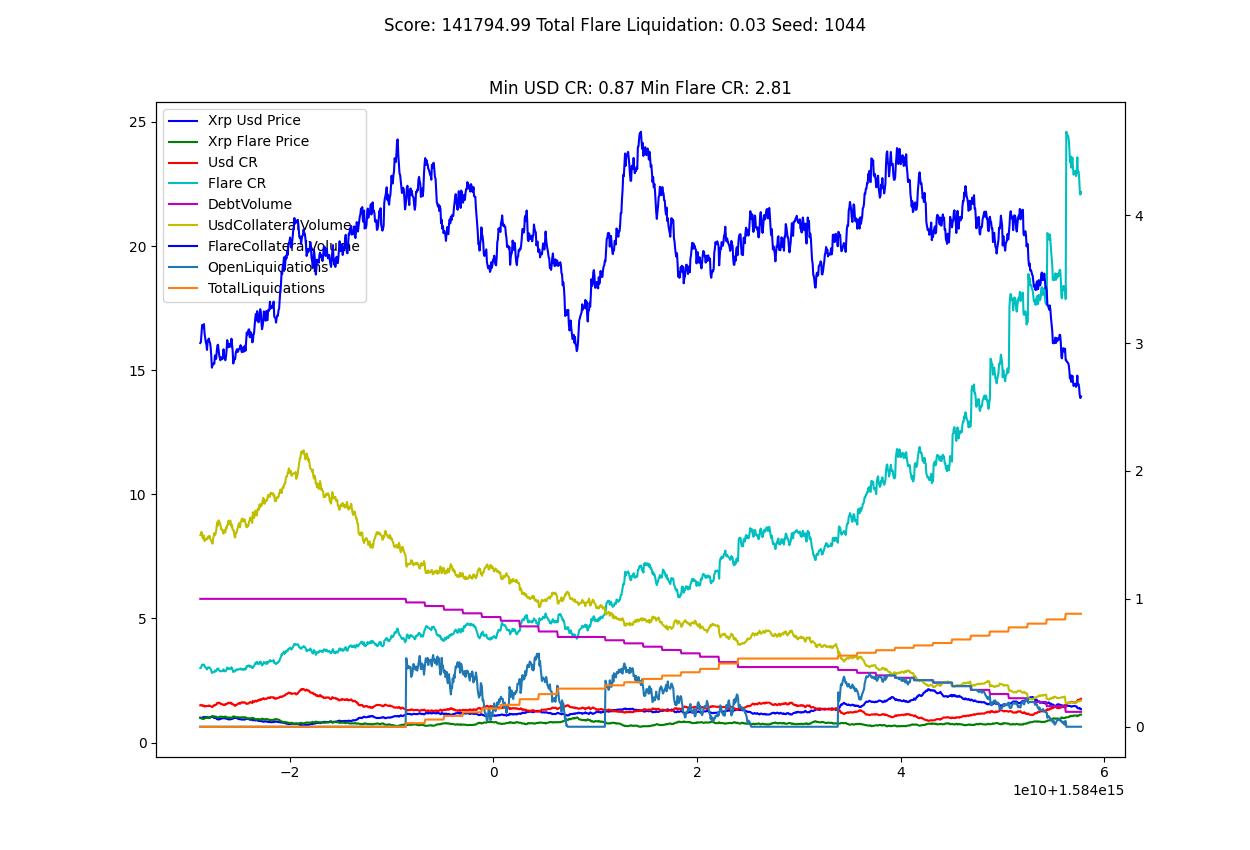 Score: 141794.99 Total Flare Liquidation: 0.03 Seed: 1044
Min USD CR: 0.87 Min Flare CR: 2.81
Xrp Usd Price
Xrp Flare Price
Usd CR
Flare CR
DebtVolume
UsdCollateralVolume
FlareCollateralVolume
OpenLiquidations
TotalLiquidations
25
20
15
10
5
0
4
3
2
1
0
−2
0
2
4
6
1e10+1.584e15